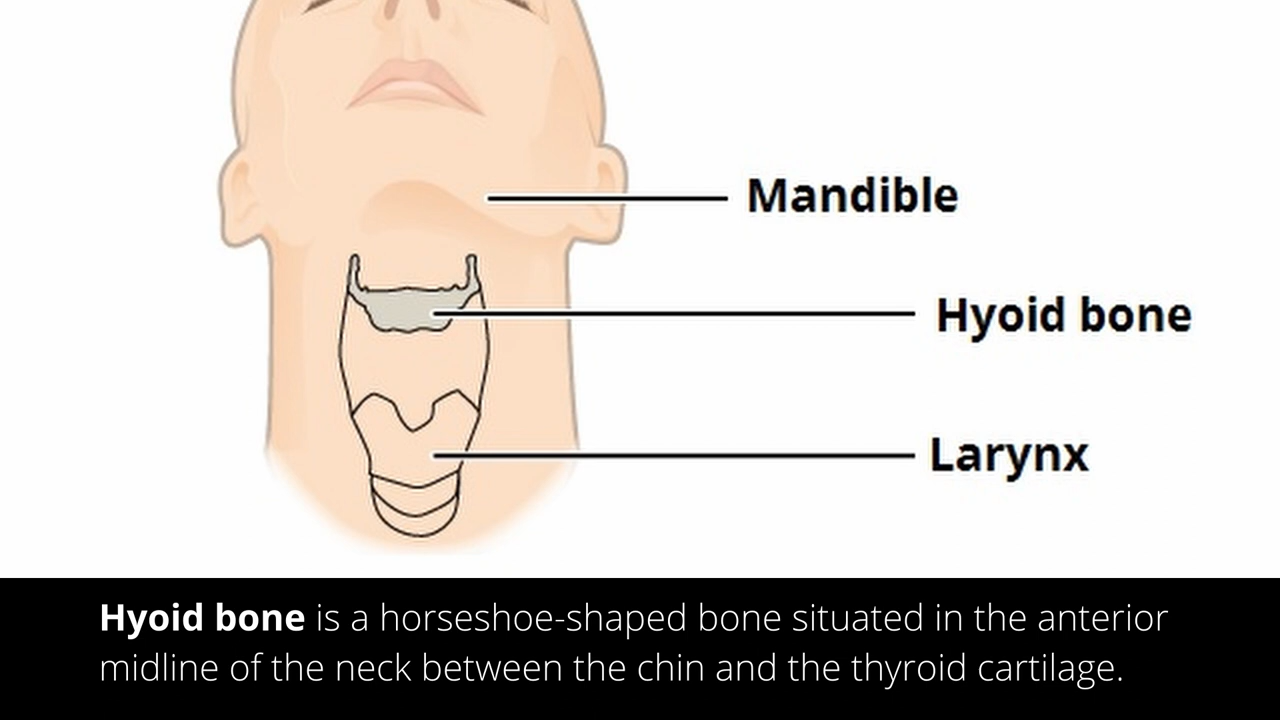 Mandible
Hyoid bone
Larynx
Hyoid bone is a horseshoe-shaped bone situated in the anterior
midline of the neck between the chin and the thyroid cartilage.